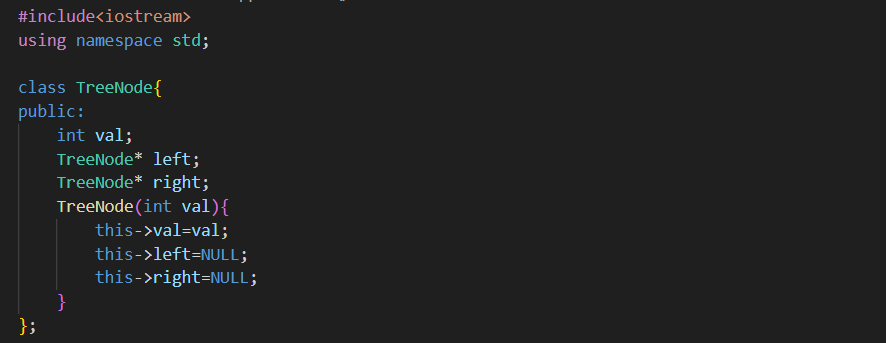 #include<iostream>
using namespace std;
class TreeNode{
public:
int val;
TreeNode* left;
TreeNode* right;
TreeNode(int val){
this->val=val;
this->left=NULL;
this->right=NULL;
}
};